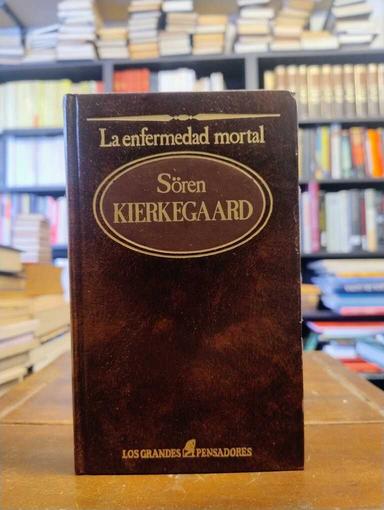 La enfermedad mortal
Sören
KIERKEGAARD
LOS GRANDES PENSADORES